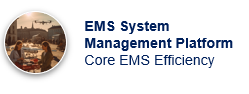 EMS System
Management Platform
Core EMS Efficiency